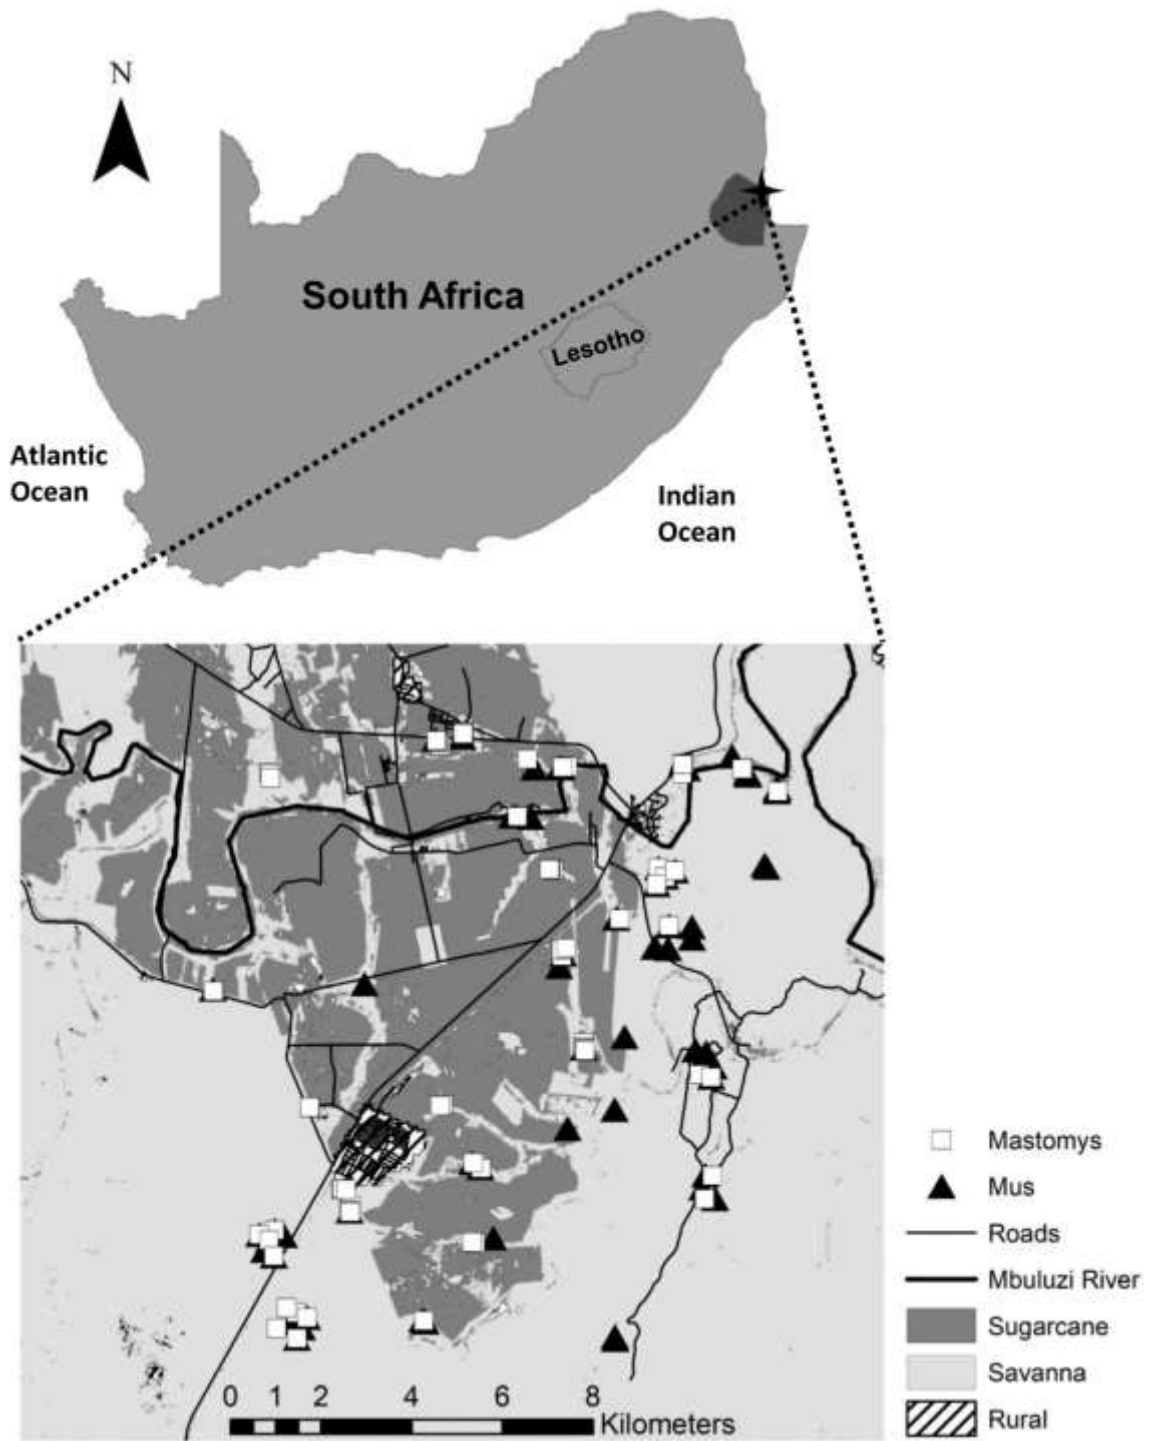 N
South Africa
Lesotho
Atlantic
Ocean
Indian
Ocean
Mastomys
Mus
Roads
Mbuluzi River
Sugarcane
Savanna
Rural
0 1 2 4 6 8
Kilometers